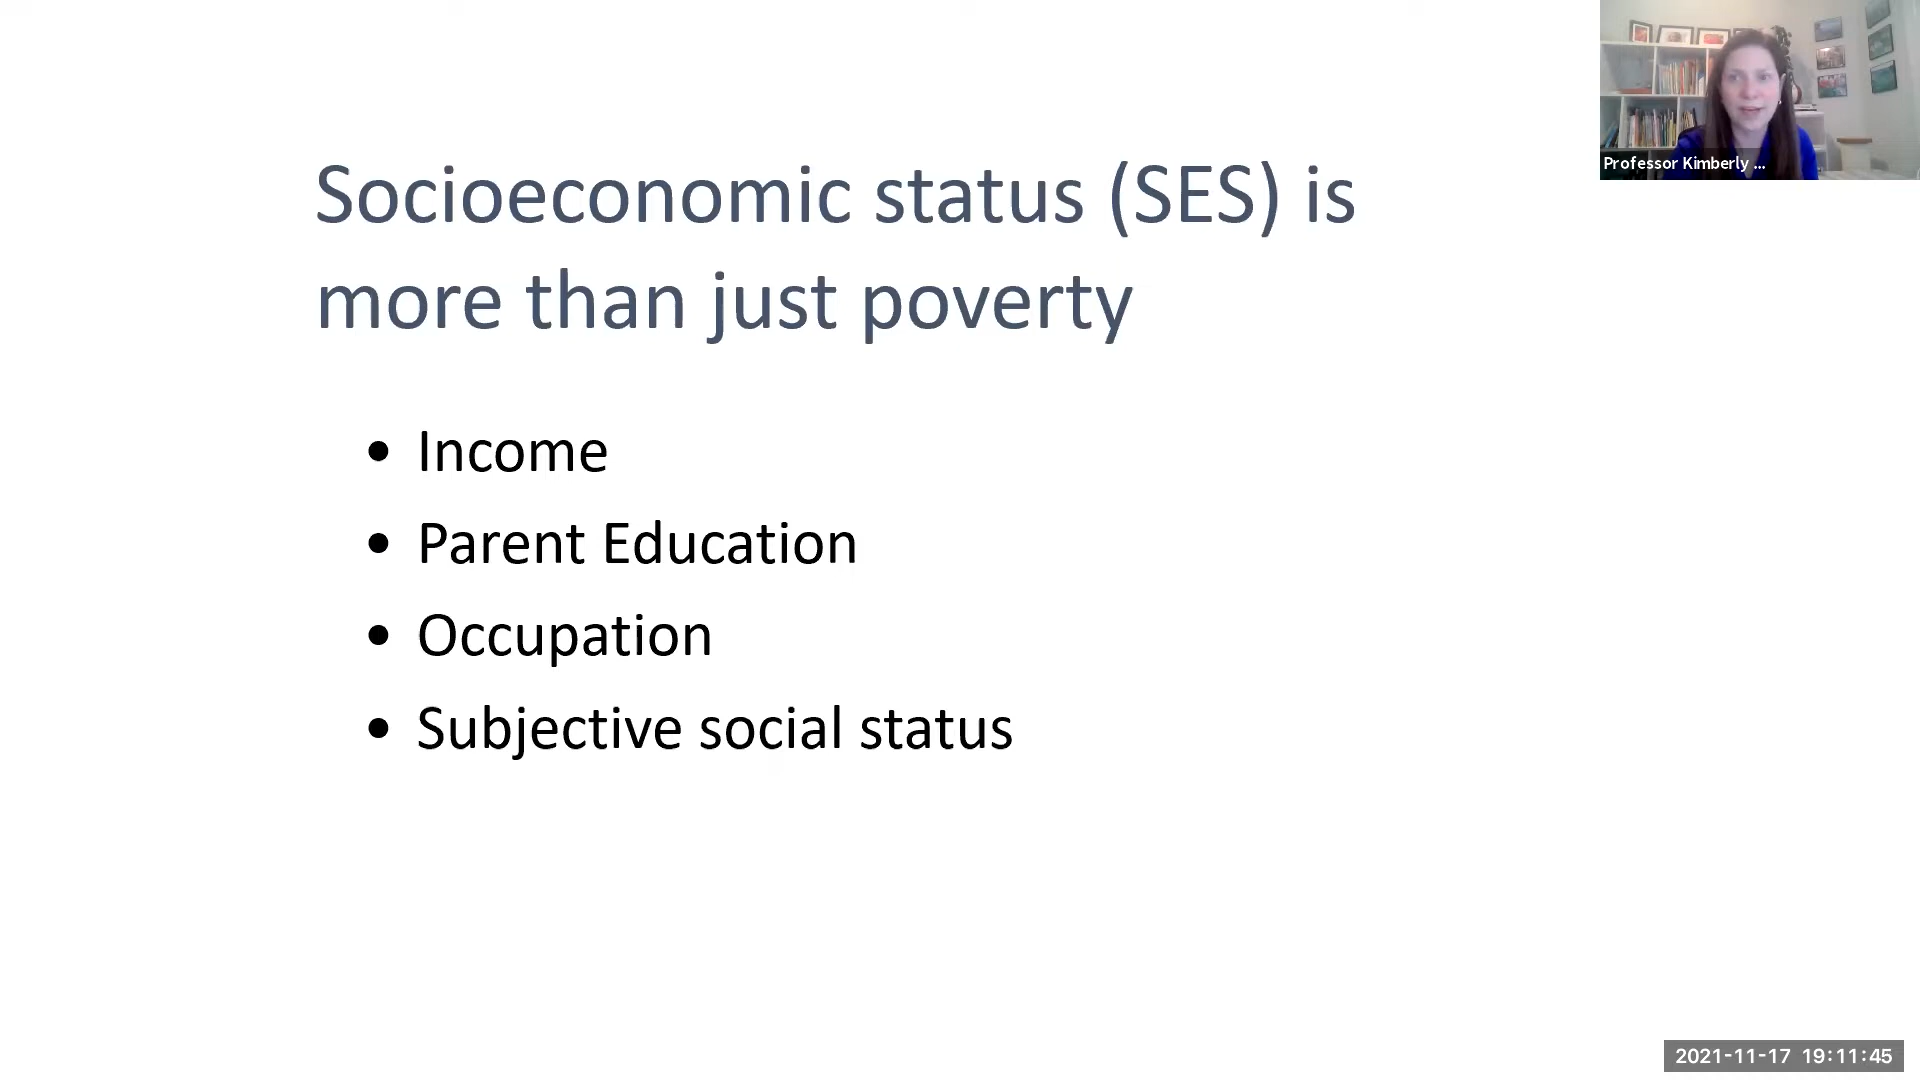 Socioeconomic status (SES) is
more than just poverty
• Income
• Parent Education
• Occupation
• Subjective social status
Professor Kimberly ...
2021-11-17 19:11:45